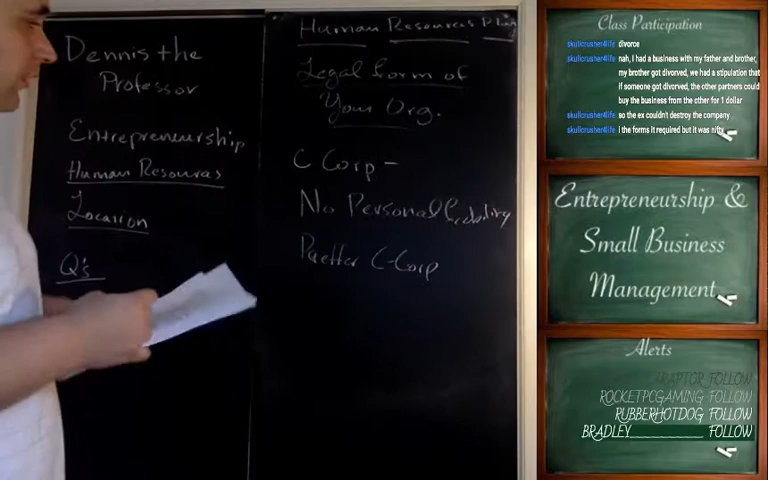 Dennis the
Professor
Entrepreneurship
Human Resources
Location
Q's
Human Resources Plan
Legal form of
Your Org.
C Corp -
No Personal Liability
C-Corp
Class Participation
skullcrusher4life divorce
skullcrusher4life nah, I had a business with my father and brother,
my brother got divorced, we had a stipulation that
if someone got divorced, the other partners could
buy the business from the other for 1 dollar
skullcrusher4life so the ex couldn't destroy the company
skullcrusher4life I the forms it required but it was nifty
Entrepreneurship &
Small Business
Management
Alerts
FOLLOW
ROCKETPCGAMING FOLLOW
RUBBERHOTDOG FOLLOW
BRADLEY____________ FOLLOW